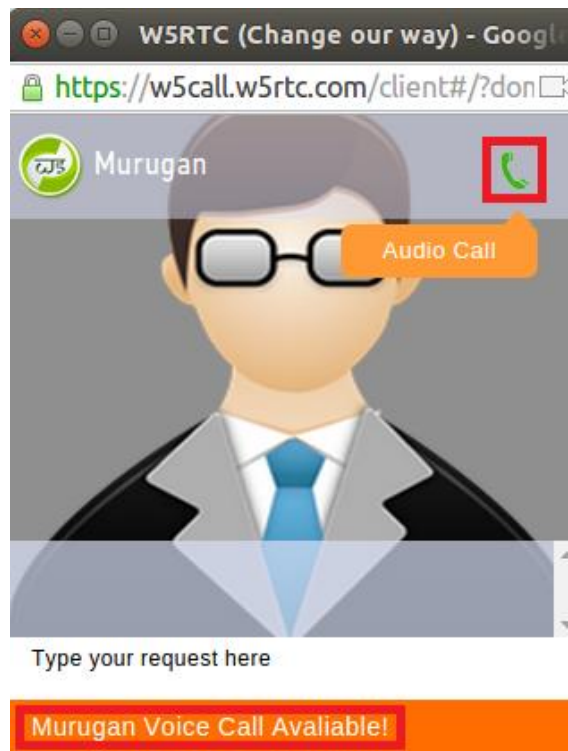 W5RTC (Change our way) - Googl
https://w5call.w5rtc.com/client#/?don
Murugan
Audio Call
Type your request here
Murugan Voice Call Avaliable!